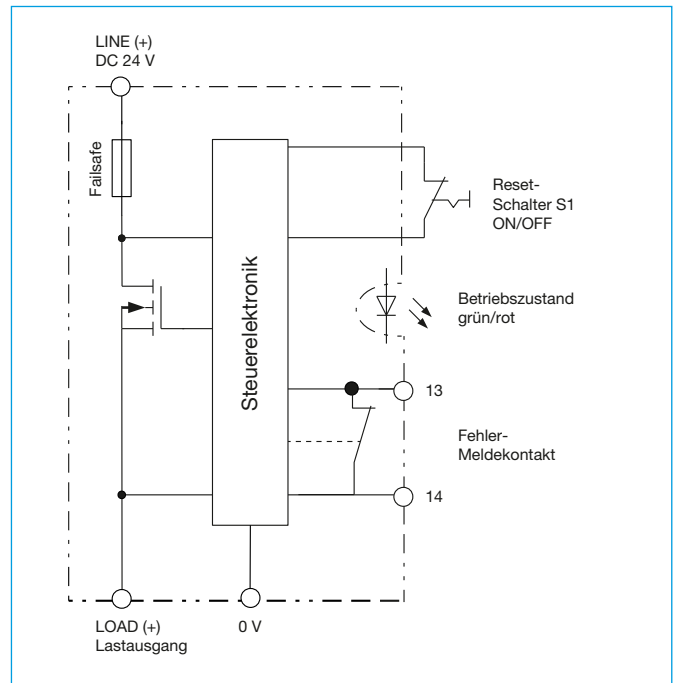 LINE (+)
DC 24 V
Failsafe
Steuerelektronik
Reset-
Schalter S1
ON/OFF
Betriebszustand
grün/rot
13
Fehler-
Meldekontakt
14
LOAD (+)
Lastausgang
0 V